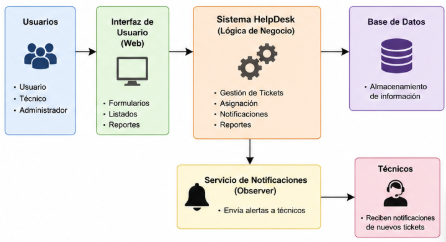 Usuarios
• Usuario
• Técnico
• Administrador
Interfaz de
Usuario
(Web)
• Formularios
• Listados
• Reportes
Sistema HelpDesk
(Lógica de Negocio)
• Gestión de Tickets
• Asignación
• Notificaciones
• Reportes
Base de Datos
• Almacenamiento
de información
Servicio de Notificaciones
(Observer)
• Envía alertas a técnicos
Técnicos
• Reciben notificaciones
de nuevos tickets